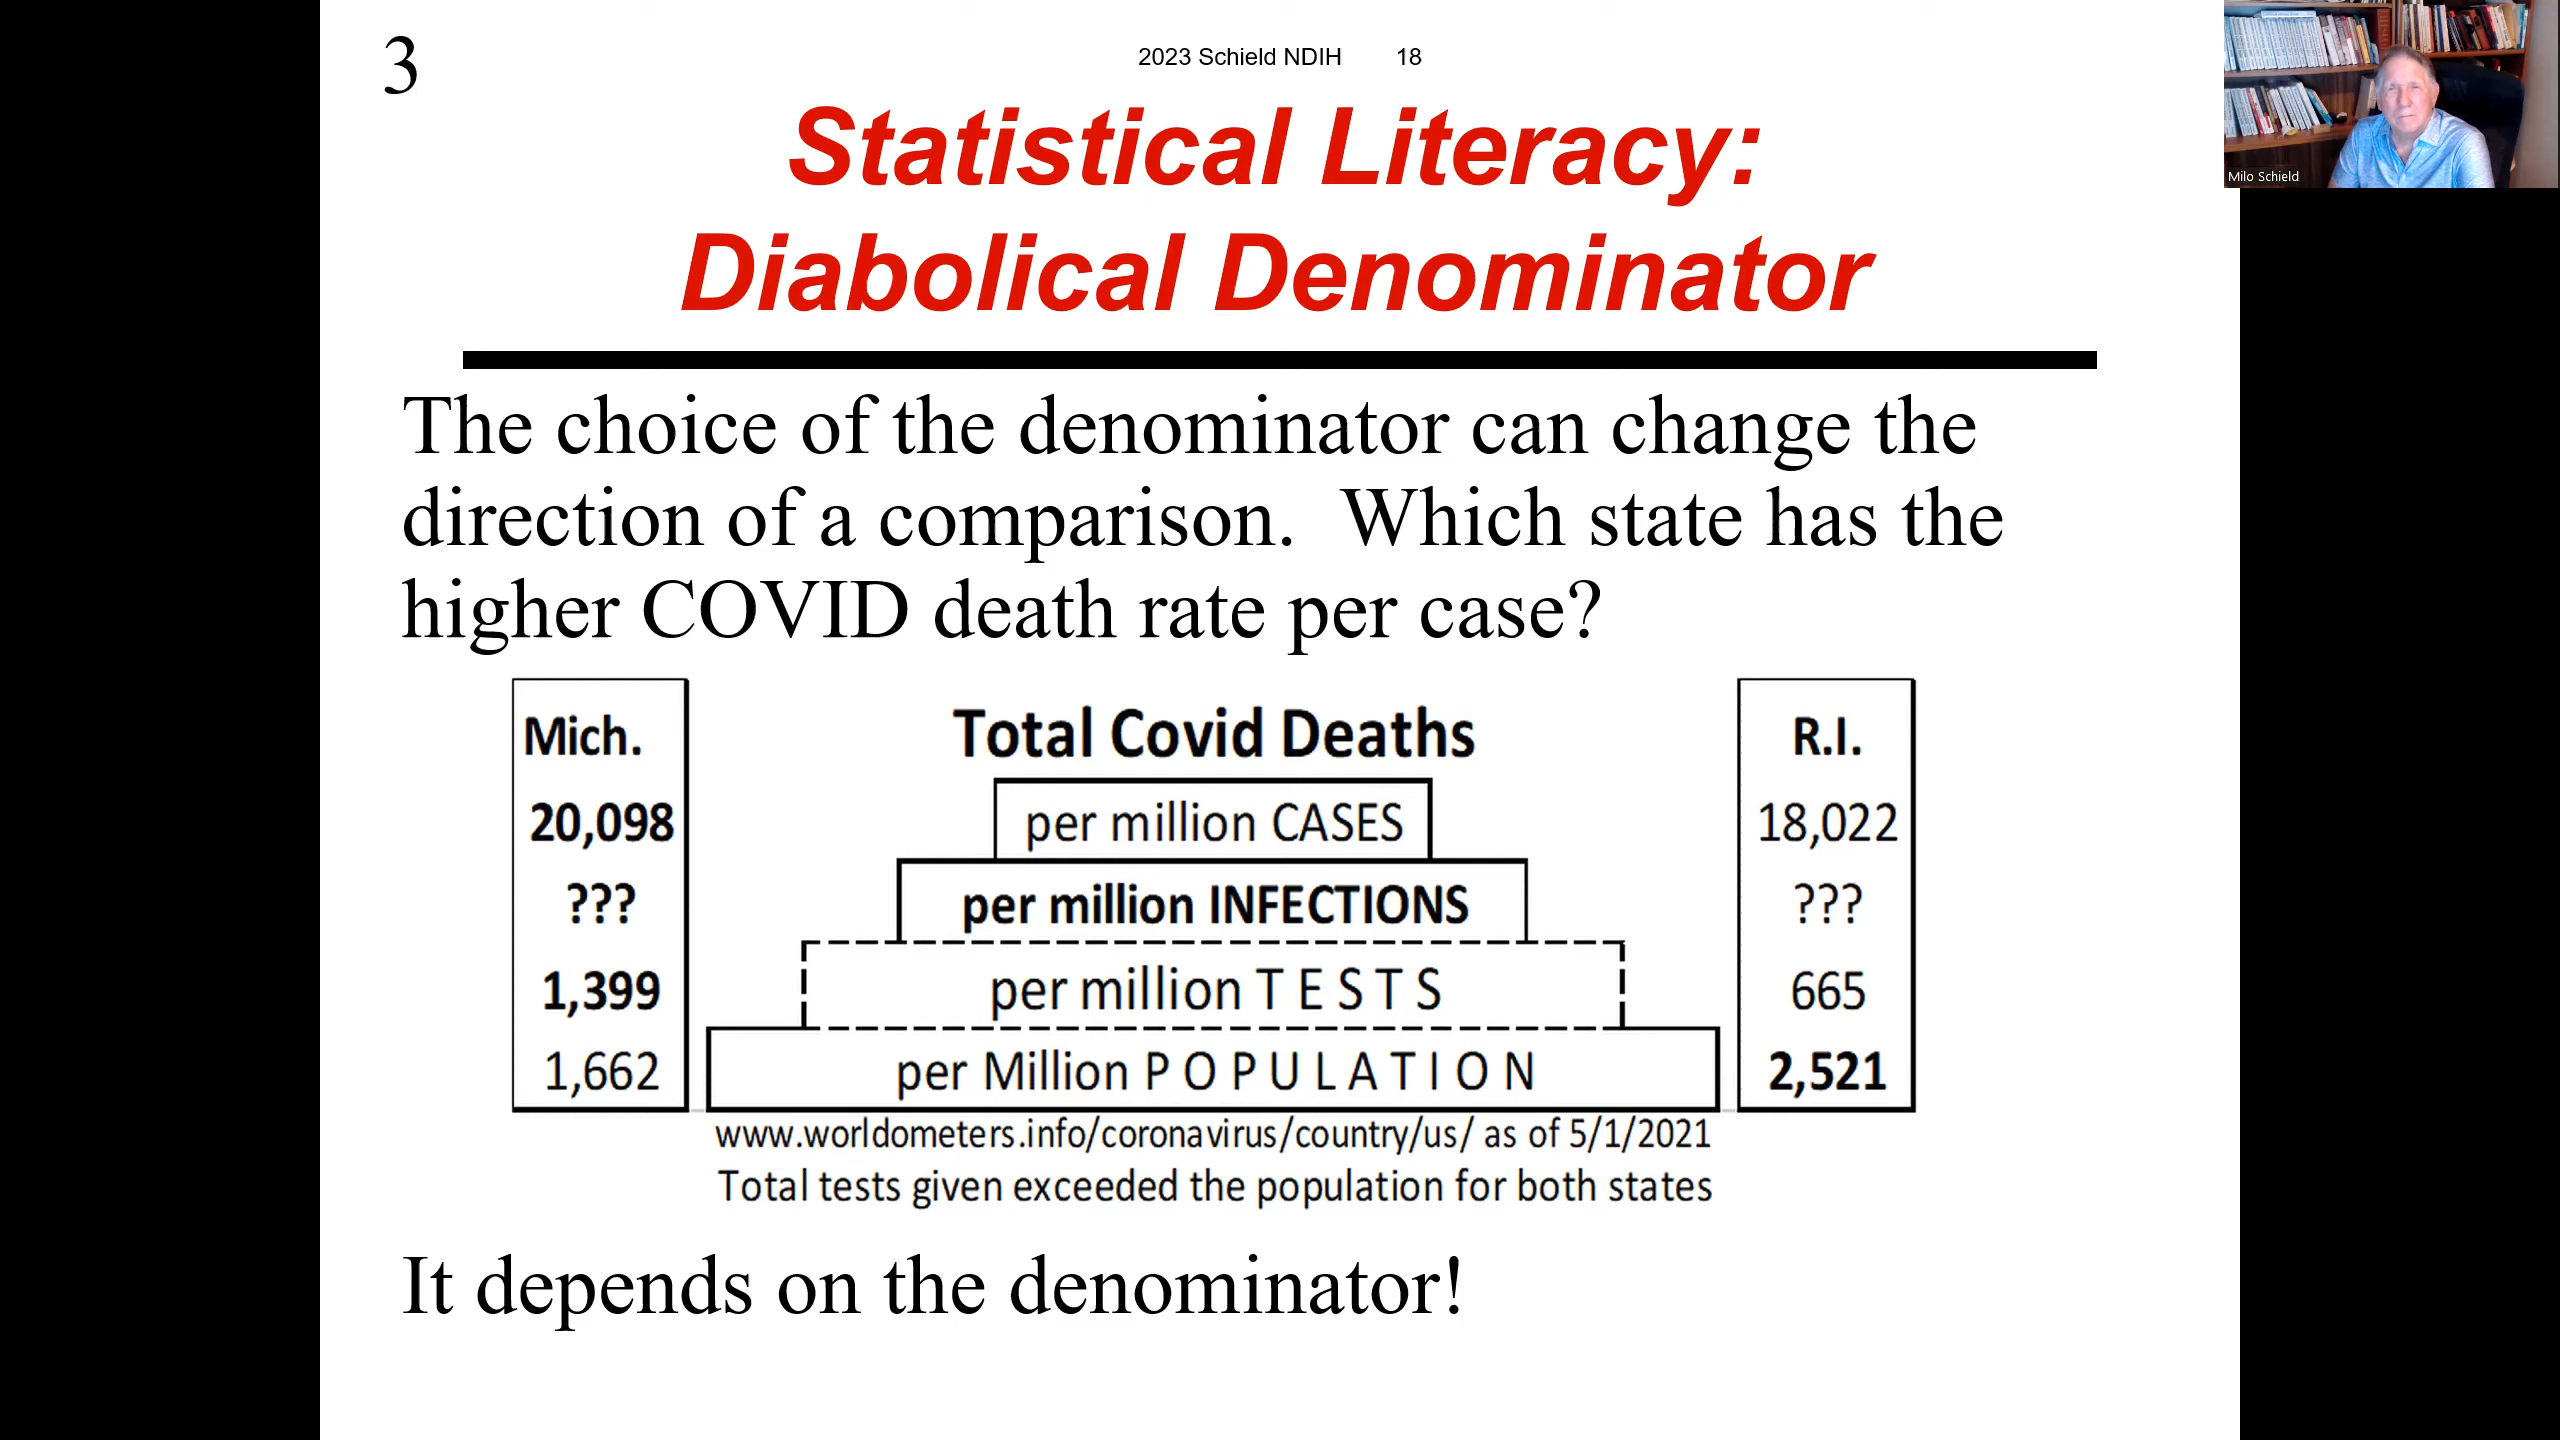 3
2023 Schield NDIH 18
Milo Schield
Statistical Literacy:
Diabolical Denominator
The choice of the denominator can change the
direction of a comparison. Which state has the
higher COVID death rate per case?
Mich. Total Covid Deaths R.I.
20,098 per million CASES 18,022
??? per million INFECTIONS ???
1,399 per million T E S T S 665
1,662 per Million P O P U L A T I O N 2,521
www.worldometers.info/coronavirus/country/us/ as of 5/1/2021
Total tests given exceeded the population for both states
It depends on the denominator!